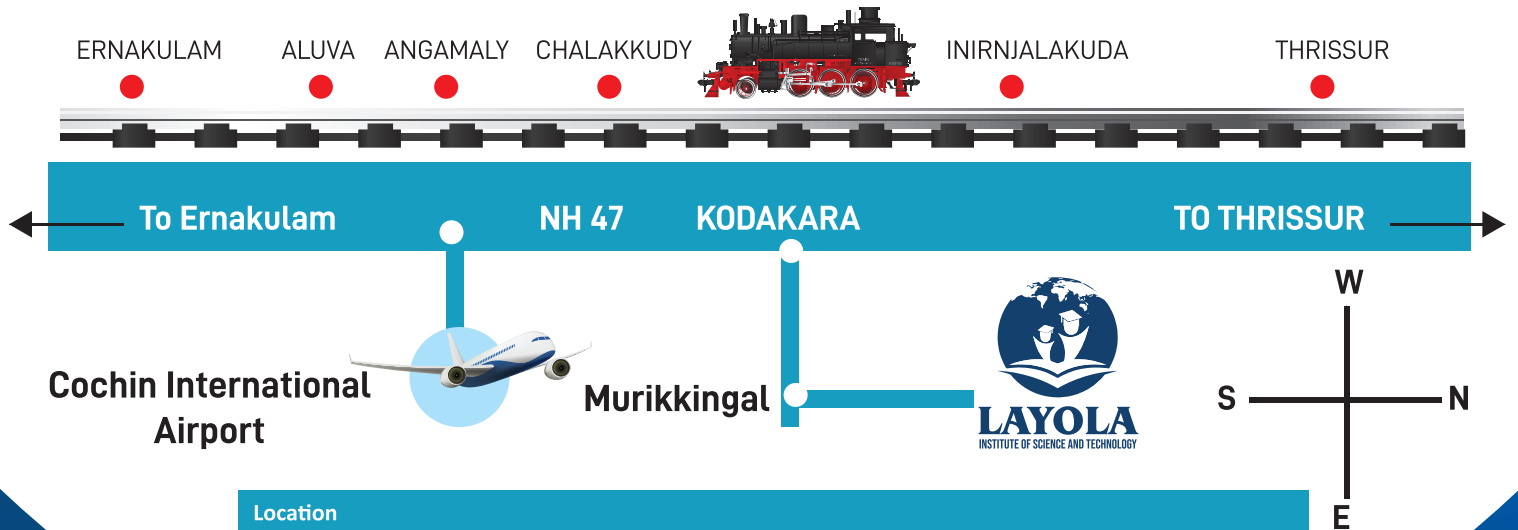 ERNAKULAM ALUVA ANGAMALY CHALAKKUDY INIRNJALAKUDA THRISSUR
To Ernakulam NH 47 KODAKARA TO THRISSUR
Cochin International
Airport
Murikkingal
LAYOLA
INSTITUTE OF SCIENCE AND TECHNOLOGY
W
S N
E
Location